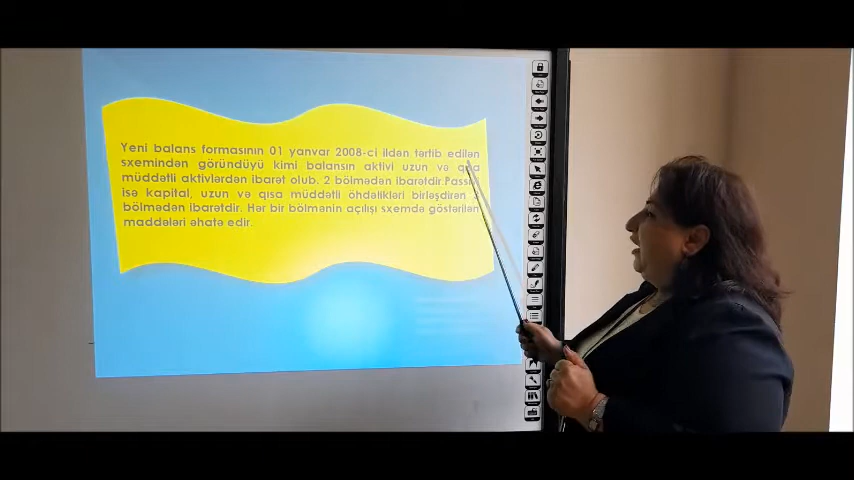 Yeni balans formasının 01 yanvar 2008-ci ildən tərtib edilən
sxemindən göründüyü kimi balansın aktivi uzun və qısa
müddətli aktivlərdən ibarət olub, 2 bölmədən ibarətdir.Passiv
isə kapital, uzun və qısa müddətli öhdəlikləri birləşdirən
bölmədən ibarətdir. Hər bir bölmənin açılışı sxemdə göstərilən
maddələri əhatə edir.